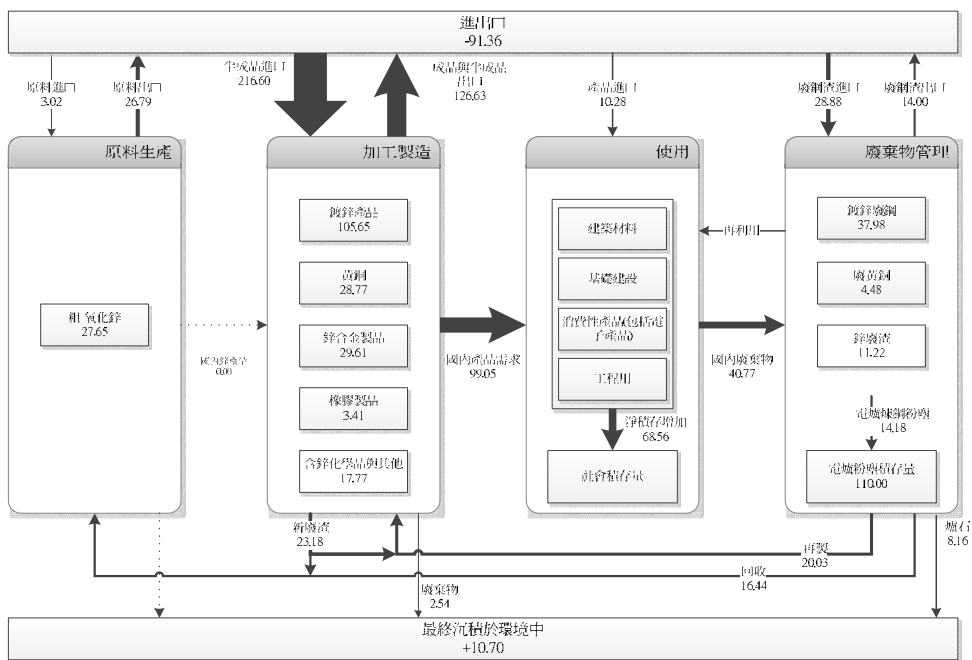 進出口
-91.36
原料進口
3.02
原料出口
26.79
半成品進口
216.60
成品與半成品
出口
126.63
產品進口
10.28
廢鋼渣進口
28.88
廢鋼渣出口
14.00
原料生產
粗氧化鋅
27.65
國內鋅產品
0.00
加工製造
鍍鋅產品
105.65
黃銅
28.77
鋅合金製品
29.61
橡膠製品
3.41
含鋅化學品與其他
17.77
國內產品需求
99.05
使用
建築材料
基礎建設
消費性產品(包括電
子產品)
工程用
淨積存增加
68.56
社會積存量
再利用
國內廢棄物
40.77
廢棄物管理
鍍鋅廢鋼
37.98
廢黃銅
4.48
鋅廢渣
11.22
電爐煉鋼粉塵
14.18
電爐粉塵積存量
110.00
新廢渣
23.18
再製
20.03
爐石
8.16
回收
16.44
廢棄物
2.54
最終沉積於環境中
+10.70